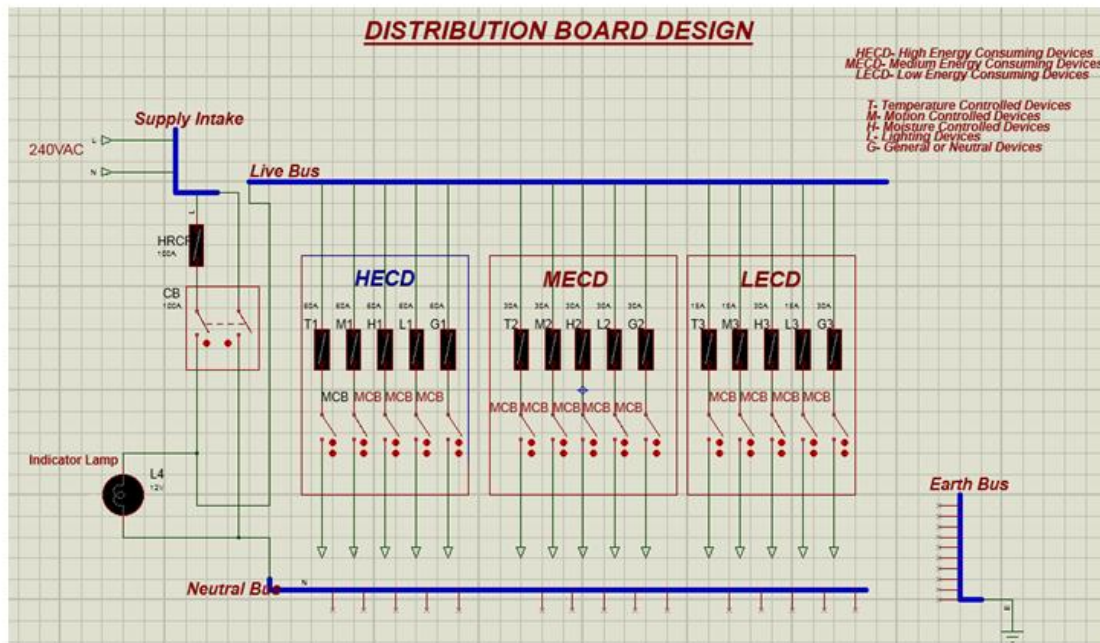 DISTRIBUTION BOARD DESIGN
HECD- High Energy Consuming Devices
MECD- Medium Energy Consuming Devices
LECD- Low Energy Consuming Devices
T- Temperature Controlled Devices
M- Motion Controlled Devices
H- Moisture Controlled Devices
L- Lighting Devices
G- General or Neutral Devices
Supply Intake
240VAC
L
N
Live Bus
L
HRCF
100A
CB
100A
HECD
60A 60A 60A 60A 60A
T1 M1 H1 L1 G1
MCB MCB MCB MCB
MECD
30A 30A 30A 30A 30A
T2 M2 H2 L2 G2
MCB MCB MCB MCB MCB
LECD
15A 15A 30A 15A 30A
T3 M3 H3 L3 G3
MCB MCB MCB MCB
Indicator Lamp
L4
12V
Earth Bus
Neutral Bus
N